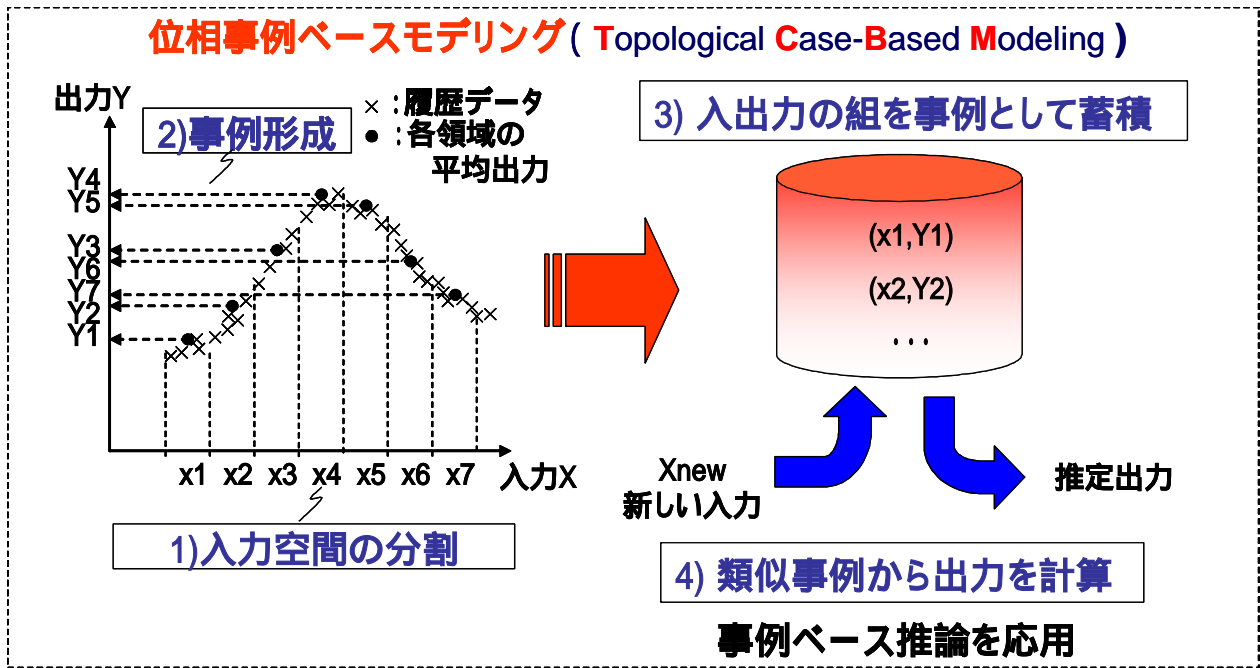 位相事例ベースモデリング ( Topological Case-Based Modeling )
出力Y
2)事例形成
× :履歴データ
● :各領域の
平均出力
Y4
Y5
Y3
Y6
Y7
Y2
Y1
x1 x2 x3 x4 x5 x6 x7 入力X
1)入力空間の分割
3) 入出力の組を事例として蓄積
(x1,Y1)
(x2,Y2)
・・・
Xnew
新しい入力
推定出力
4) 類似事例から出力を計算
事例ベース推論を応用